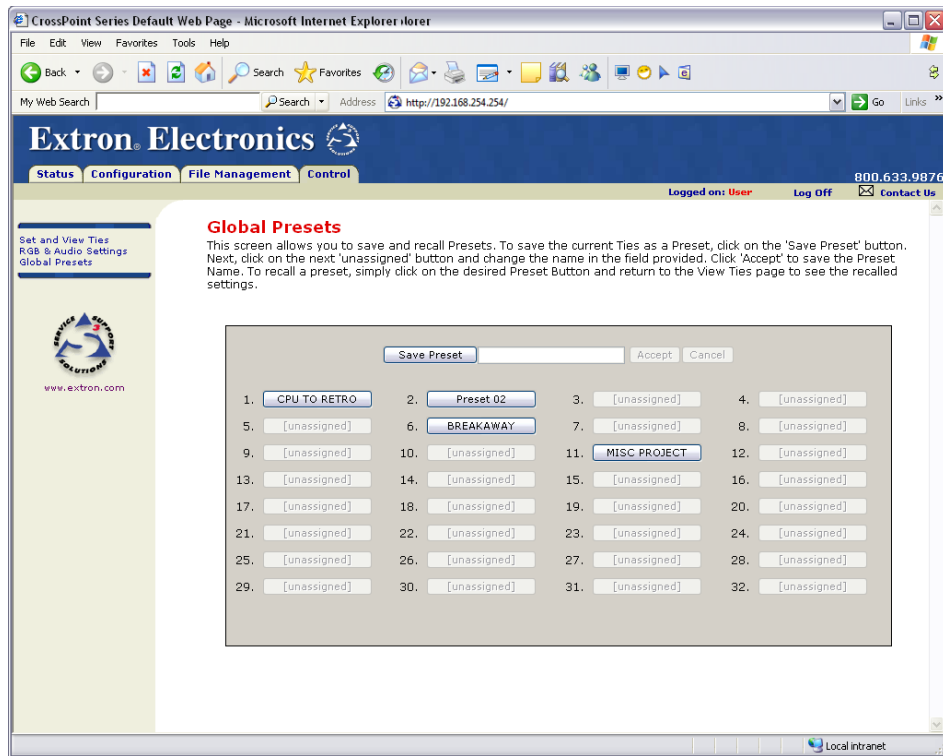 CrossPoint Series Default Web Page - Microsoft Internet Explorer dorer
File Edit View Favorites Tools Help
Back Search Favorites
My Web Search Search Address http://192.168.254.254/ Go Links »
Extron® Electronics
Status Configuration File Management Control
800.633.9876
Logged on: User Log Off Contact Us
Set and View Ties
RGB & Audio Settings
Global Presets
SERVICE SUPPORT SOLUTIONS
S3
www.extron.com
Global Presets
This screen allows you to save and recall Presets. To save the current Ties as a Preset, click on the 'Save Preset' button.
Next, click on the next 'unassigned' button and change the name in the field provided. Click 'Accept' to save the Preset
Name. To recall a preset, simply click on the desired Preset Button and return to the View Ties page to see the recalled
settings.
Save Preset Accept Cancel
1. CPU TO RETRO 2. Preset 02 3. [unassigned] 4. [unassigned]
5. [unassigned] 6. BREAKAWAY 7. [unassigned] 8. [unassigned]
9. [unassigned] 10. [unassigned] 11. MISC PROJECT 12. [unassigned]
13. [unassigned] 14. [unassigned] 15. [unassigned] 16. [unassigned]
17. [unassigned] 18. [unassigned] 19. [unassigned] 20. [unassigned]
21. [unassigned] 22. [unassigned] 23. [unassigned] 24. [unassigned]
25. [unassigned] 26. [unassigned] 27. [unassigned] 28. [unassigned]
29. [unassigned] 30. [unassigned] 31. [unassigned] 32. [unassigned]
Local intranet